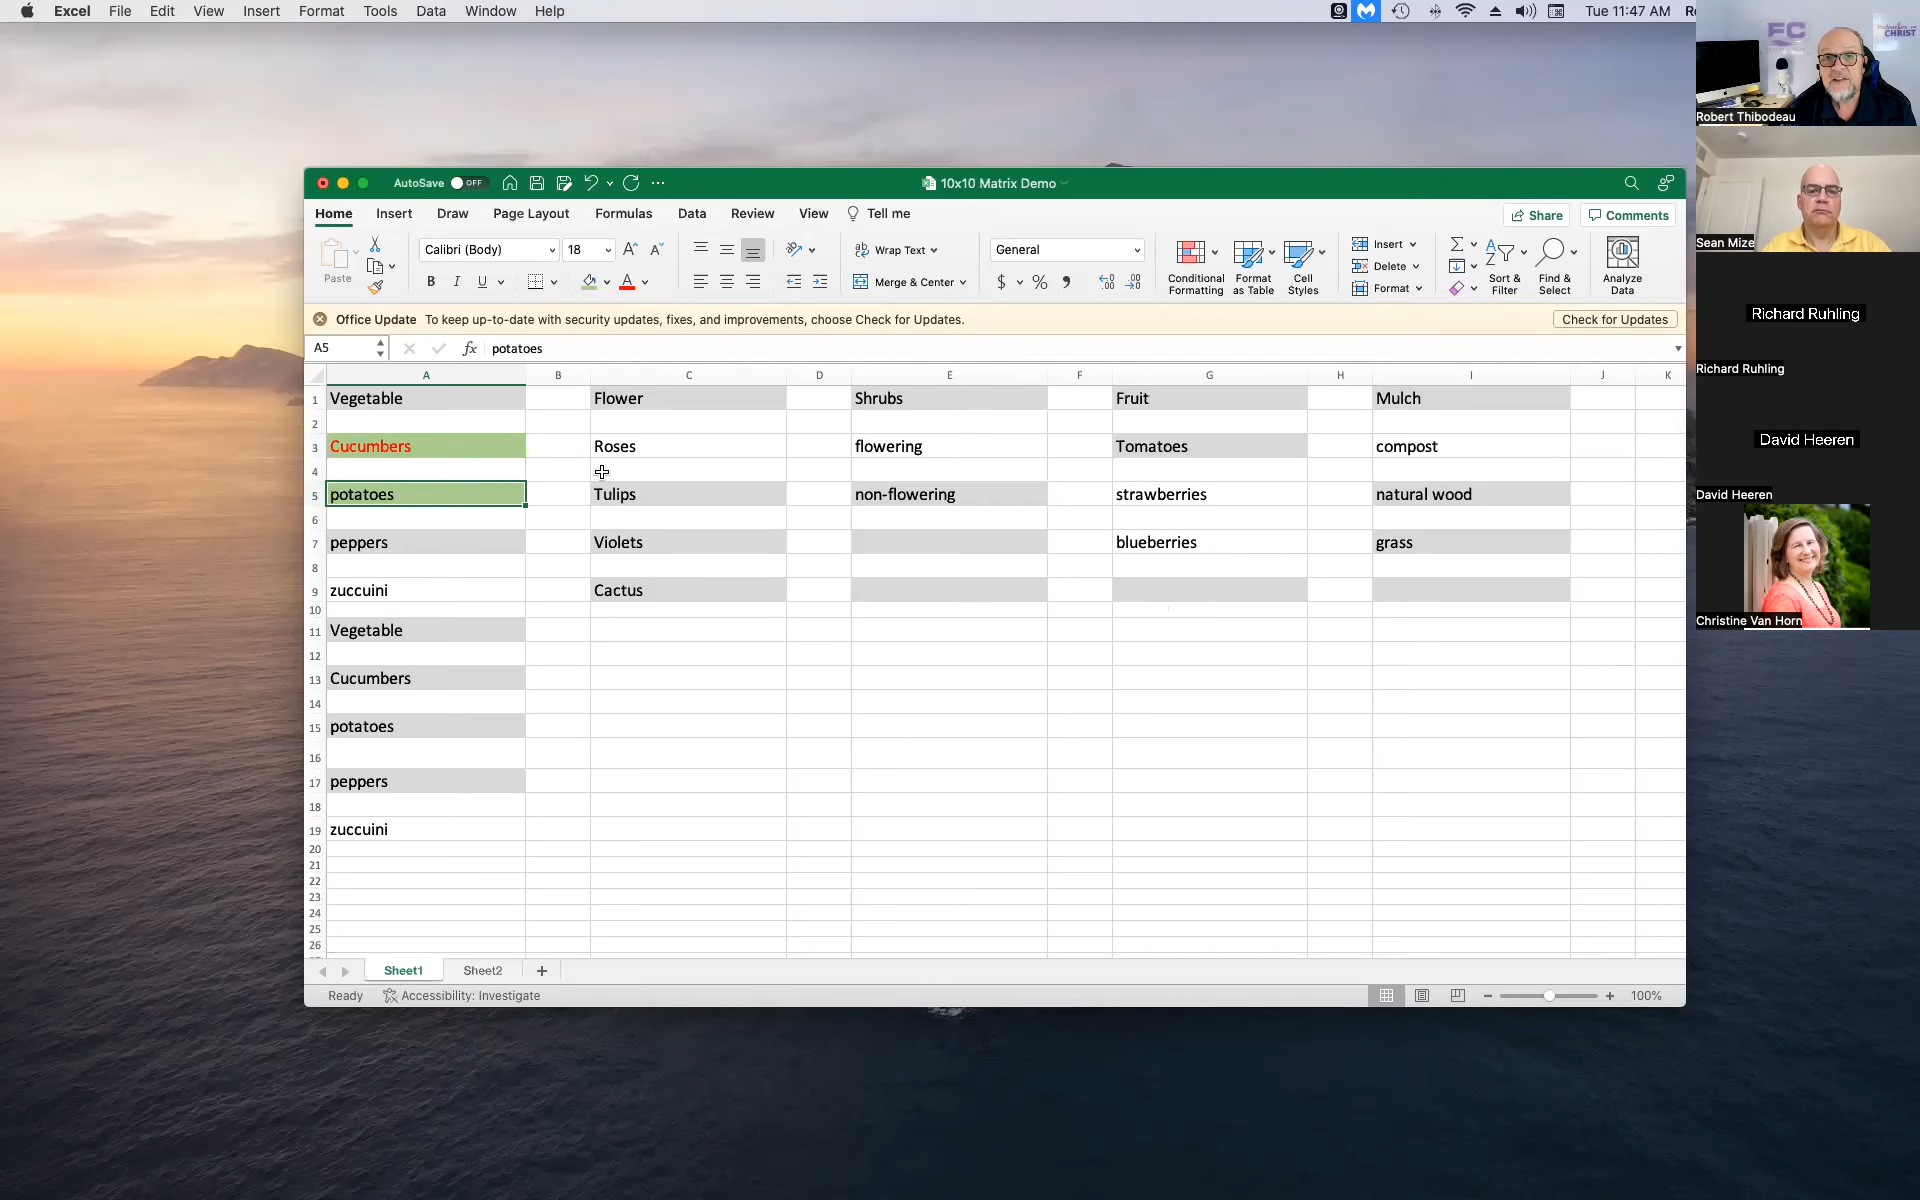 Excel File Edit View Insert Format Tools Data Window Help
Tue 11:47 AM
AutoSave OFF
10x10 Matrix Demo
Home Insert Draw Page Layout Formulas Data Review View Tell me
Share Comments
Paste
Calibri (Body) 18
B I U
Wrap Text
Merge & Center
General
$ %
Conditional Formatting
Format as Table
Cell Styles
Insert
Delete
Format
Sort & Filter
Find & Select
Analyze Data
Office Update To keep up-to-date with security updates, fixes, and improvements, choose Check for Updates.
Check for Updates
A5 fx potatoes
A B C D E F G H I J K
1 Vegetable Flower Shrubs Fruit Mulch
2
3 Cucumbers Roses flowering Tomatoes compost
4
5 potatoes Tulips non-flowering strawberries natural wood
6
7 peppers Violets blueberries grass
8
9 zuccuini Cactus
10
11 Vegetable
12
13 Cucumbers
14
15 potatoes
16
17 peppers
18
19 zuccuini
20
21
22
23
24
25
26
Sheet1 Sheet2
Ready Accessibility: Investigate
100%
FC
CHRIST
Robert Thibodeau
Sean Mize
Richard Ruhling
Richard Ruhling
David Heeren
David Heeren
Christine Van Horn